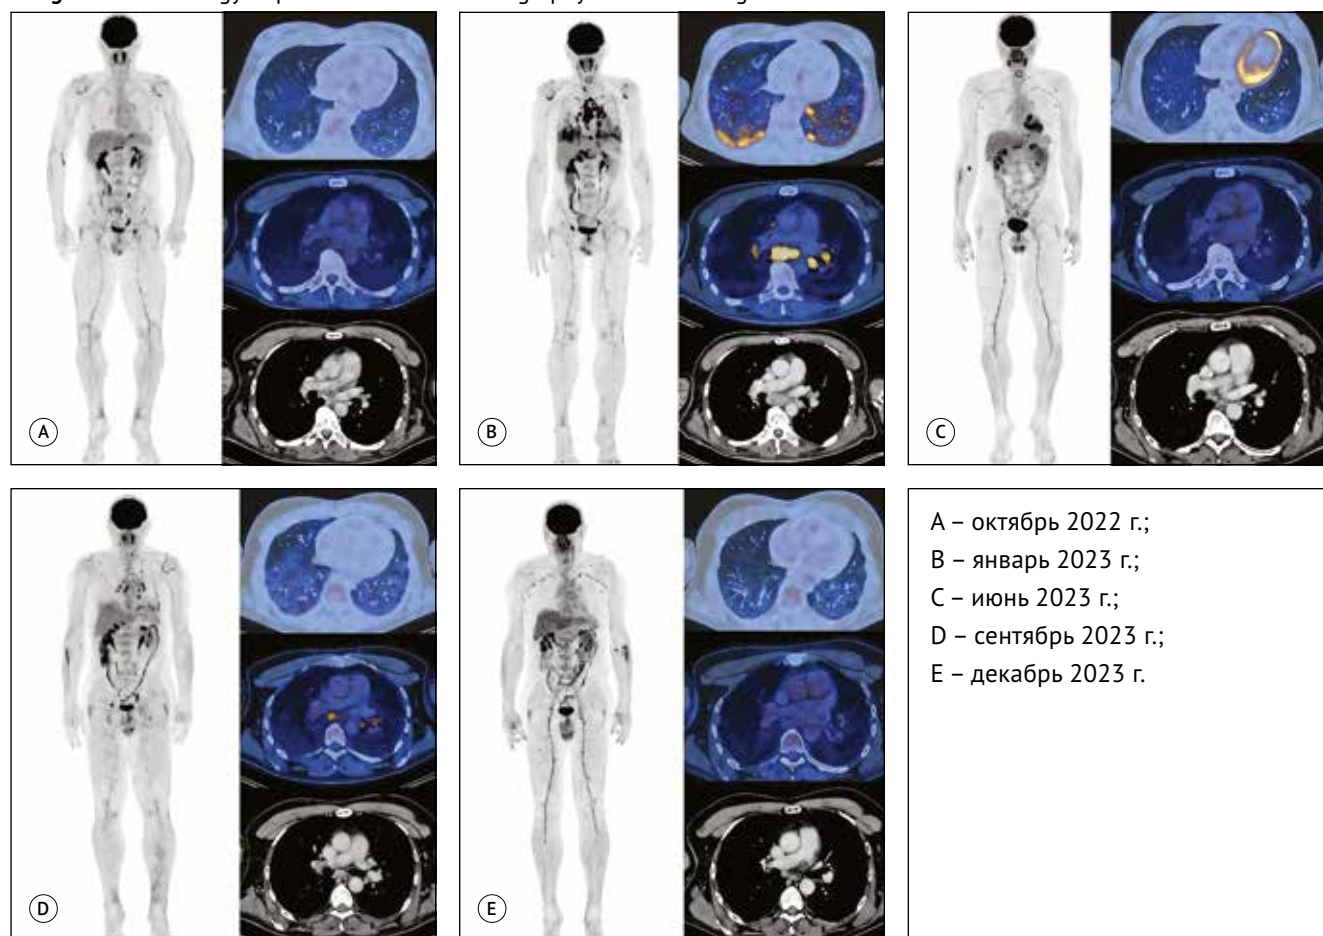 A
B
C
D
E
A – октябрь 2022 г.;
B – январь 2023 г.;
C – июнь 2023 г.;
D – сентябрь 2023 г.;
E – декабрь 2023 г.